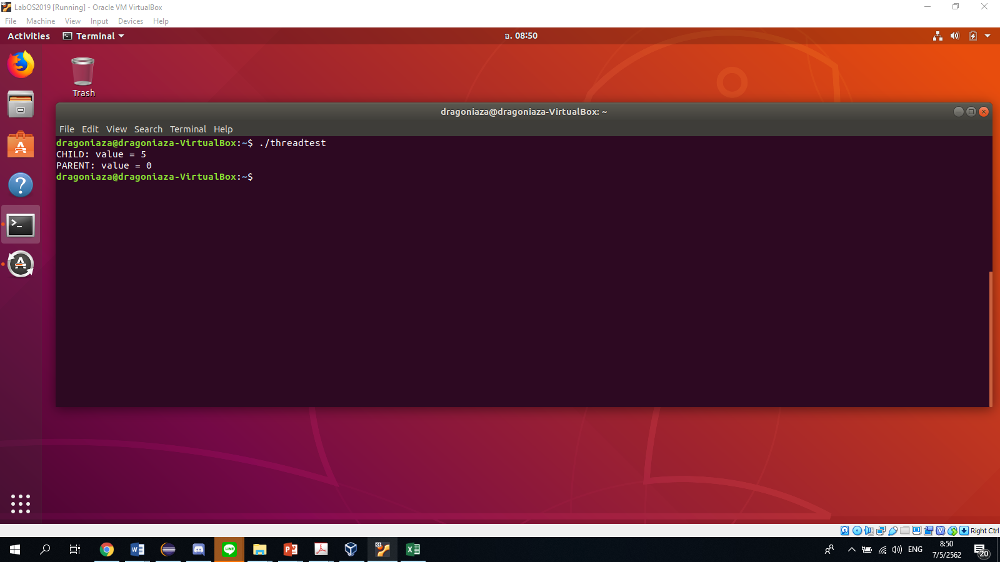 LabOS2019 [Running] - Oracle VM VirtualBox
File Machine View Input Devices Help
Activities Terminal อ. 08:50
Trash
dragoniaza@dragoniaza-VirtualBox: ~
File Edit View Search Terminal Help
dragoniaza@dragoniaza-VirtualBox:~$ ./threadtest
CHILD: value = 5
PARENT: value = 0
dragoniaza@dragoniaza-VirtualBox:~$
Right Ctrl
LINE
ENG
8:50
7/5/2562
20